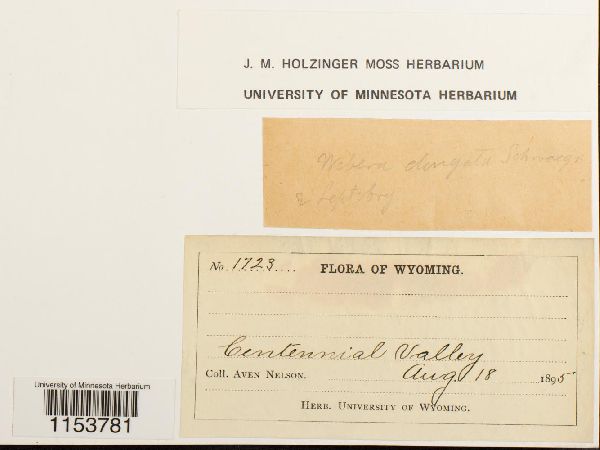 J. M. HOLZINGER MOSS HERBARIUM
UNIVERSITY OF MINNESOTA HERBARIUM
Webera elongata Schwaegr
& Leptobry
No. 1723....
FLORA OF WYOMING.
Centennial Valley
Coll. AVEN NELSON. Aug 18 1895
HERB. UNIVERSITY OF WYOMING.
University of Minnesota Herbarium
1153781